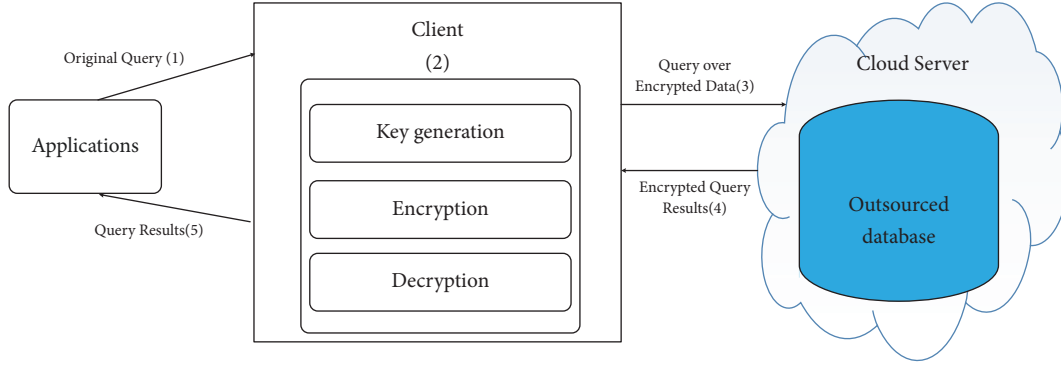 Original Query (1)
Applications
Query Results(5)
Client
(2)
Key generation
Encryption
Decryption
Query over
Encrypted Data(3)
Encrypted Query
Results(4)
Cloud Server
Outsourced
database